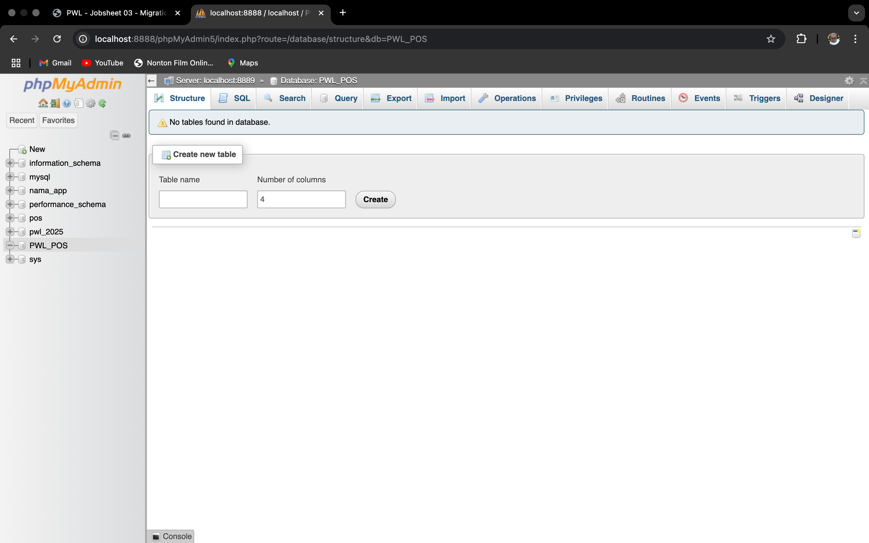 PWL - Jobsheet 03 - Migratic
localhost:8888 / localhost / P
localhost:8888/phpMyAdmin5/index.php?route=/database/structure&db=PWL_POS
Gmail
YouTube
Nonton Film Onlin...
Maps
phpMyAdmin
Recent
Favorites
New
information_schema
mysql
nama_app
performance_schema
pos
pwl_2025
PWL_POS
sys
Server: localhost:8889 » Database: PWL_POS
Structure
SQL
Search
Query
Export
Import
Operations
Privileges
Routines
Events
Triggers
Designer
No tables found in database.
Create new table
Table name
Number of columns
4
Create
Console